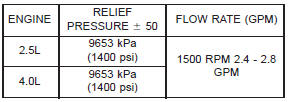 ENGINE
RELIEF
PRESSURE ± 50
FLOW RATE (GPM)
2.5L
9653 kPa
(1400 psi)
1500 RPM 2.4 - 2.8
GPM
4.0L
9653 kPa
(1400 psi)